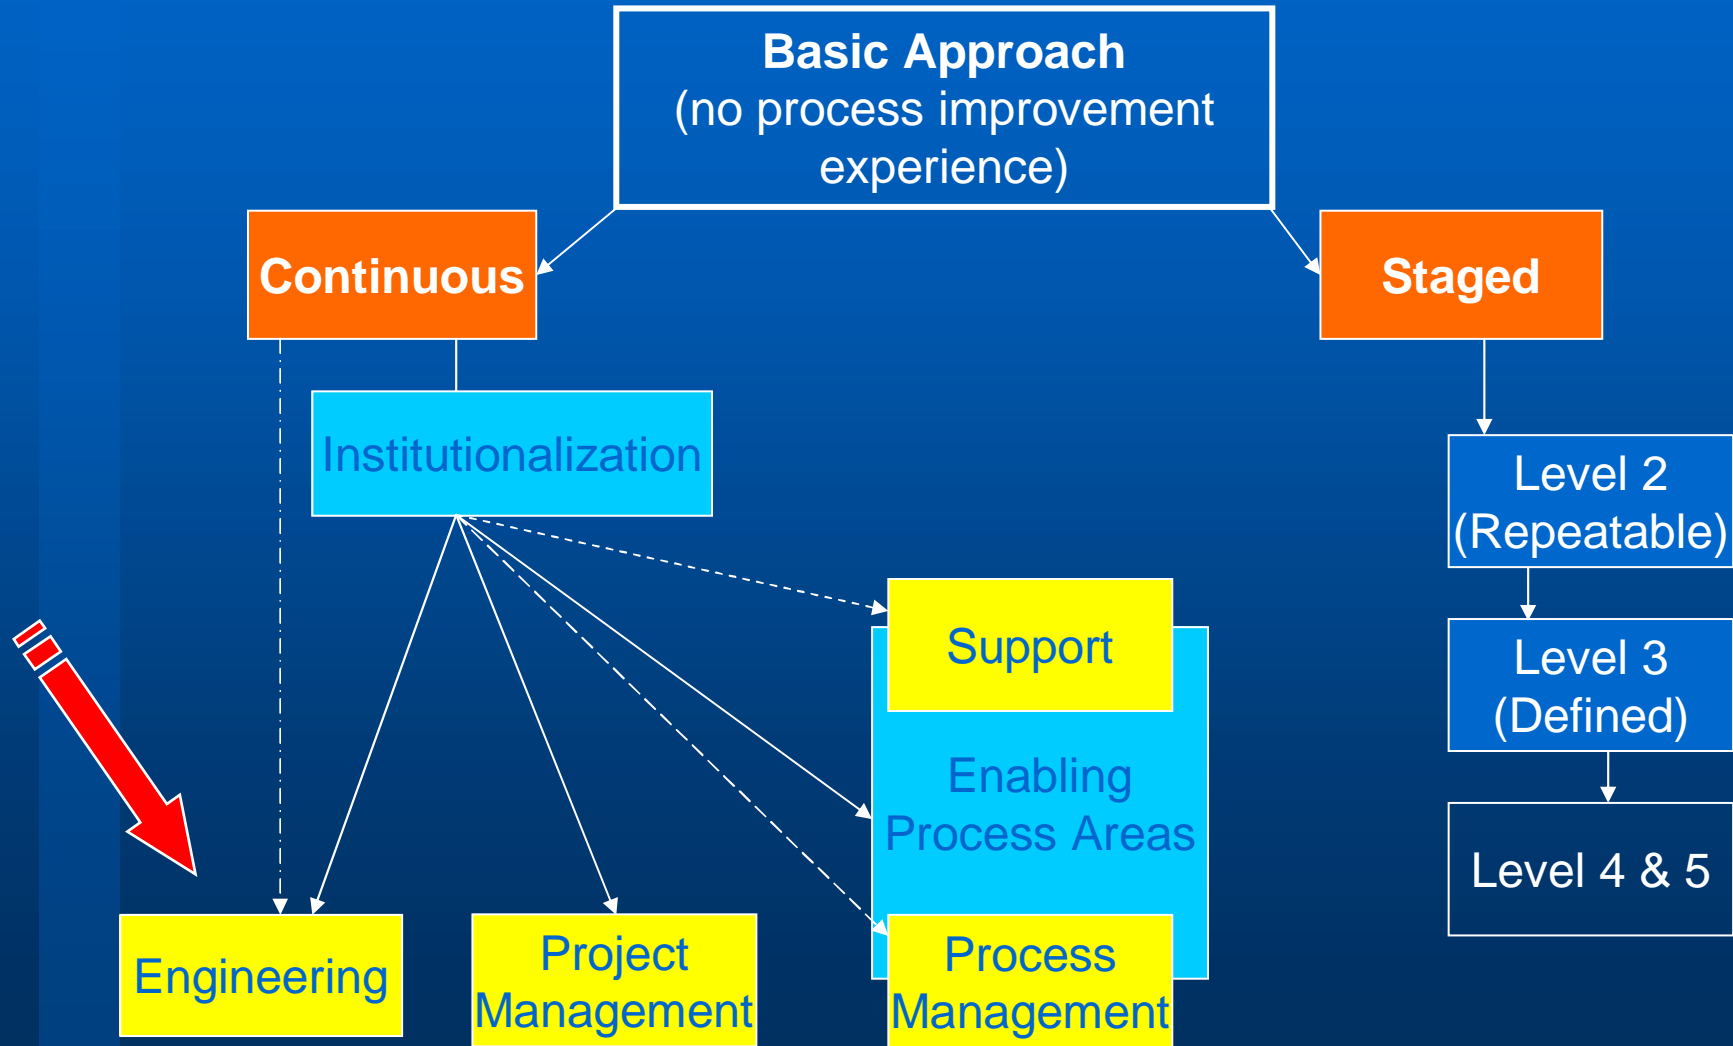 Basic Approach
(no process improvement
experience)
Continuous
Staged
Institutionalization
Level 2
(Repeatable)
Support
Level 3
(Defined)
Enabling
Process Areas
Level 4 & 5
Engineering
Project
Management
Process
Management